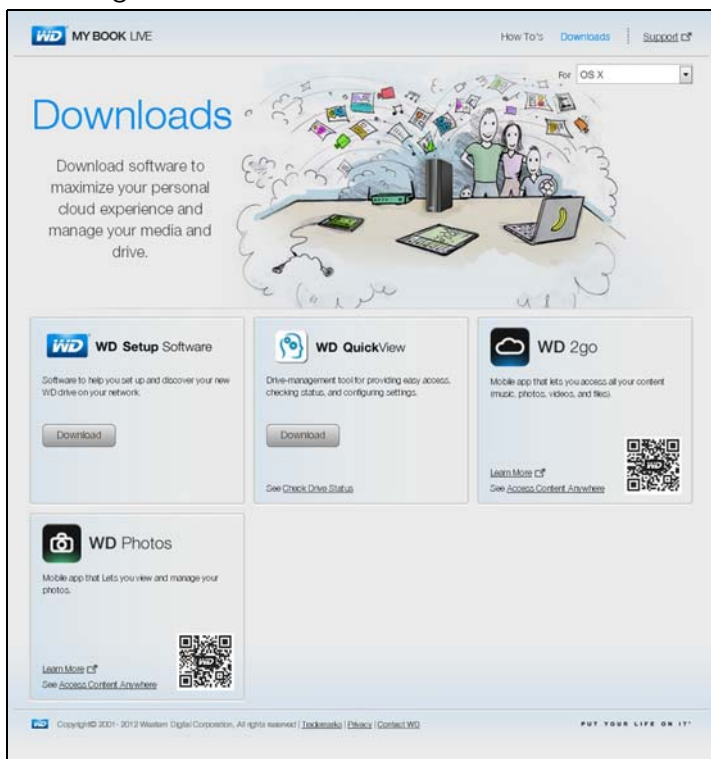 WD MY BOOK LIVE
How To's Downloads Support
For OS X
Downloads
Download software to
maximize your personal
cloud experience and
manage your media and
drive.
WD WD Setup Software
Software to help you set up and discover your new
WD drive on your network.
Download
WD QuickView
Drive-management tool for providing easy access,
checking status, and configuring settings.
Download
See Check Drive Status
WD 2go
Mobile app that lets you access all your content
(music, photos, videos, and files).
Learn More
See Access Content Anywhere
WD
WD Photos
Mobile app that Lets you view and manage your
photos.
Learn More
See Access Content Anywhere
WD
WD Copyright© 2001- 2012 Western Digital Corporation, All rights reserved | Trademarks | Privacy | Contact WD
PUT YOUR LIFE ON IT